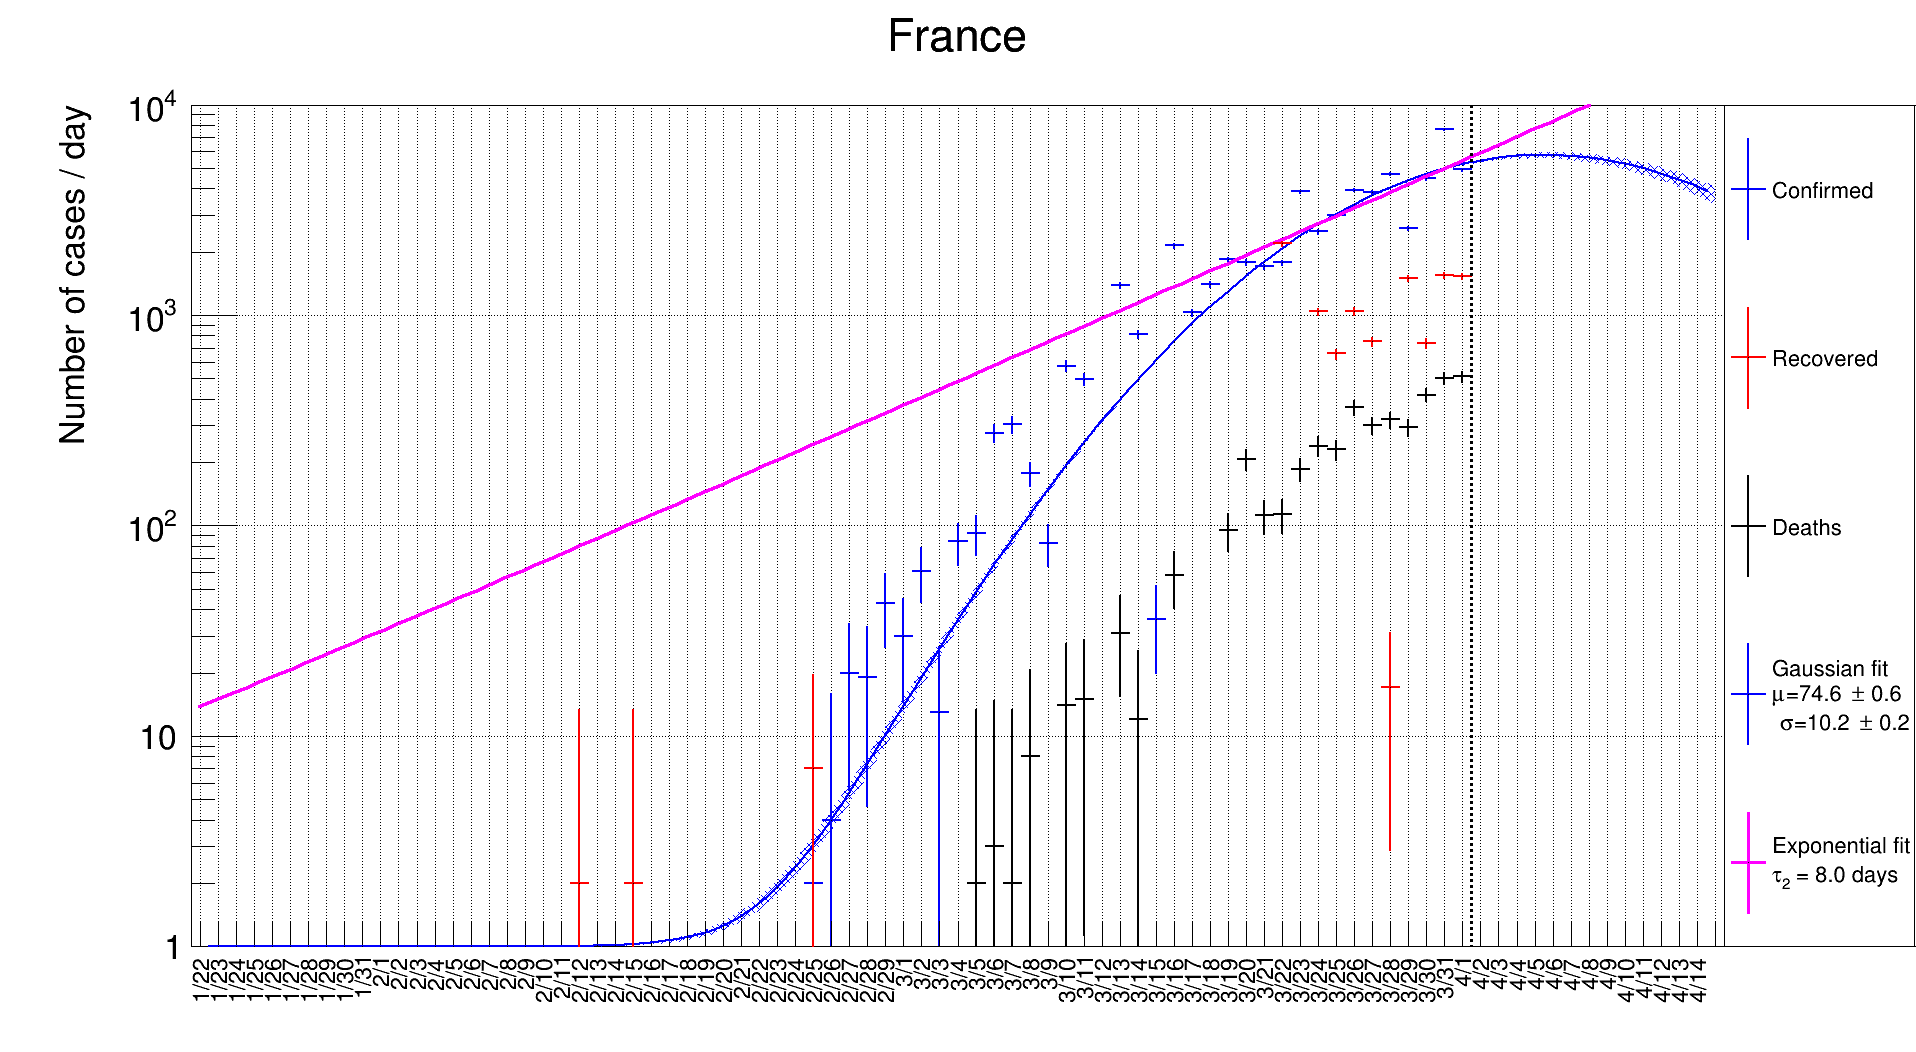 France
Number of cases / day
10⁴
10³
10²
10
1
1/22 1/23 1/24 1/25 1/26 1/27 1/28 1/29 1/30 1/31 2/1 2/2 2/3 2/4 2/5 2/6 2/7 2/8 2/9 2/10 2/11 2/12 2/13 2/15 2/16 2/17 2/18 2/19 2/20 2/21 2/22 2/23 2/24 2/25 2/26 2/27 2/28 2/29 3/1 3/2 3/3 3/4 3/5 3/6 3/7 3/8 3/9 3/10 3/11 3/12 3/13 3/14 3/15 3/16 3/17 3/18 3/19 3/20 3/21 3/22 3/23 3/24 3/25 3/26 3/27 3/28 3/29 3/30 3/31 4/1 4/2 4/3 4/4 4/5 4/6 4/7 4/8 4/9 4/10 4/11 4/12 4/13 4/14
Confirmed
Recovered
Deaths
Gaussian fit
μ=74.6 ± 0.6
σ=10.2 ± 0.2
Exponential fit
τ₂ = 8.0 days